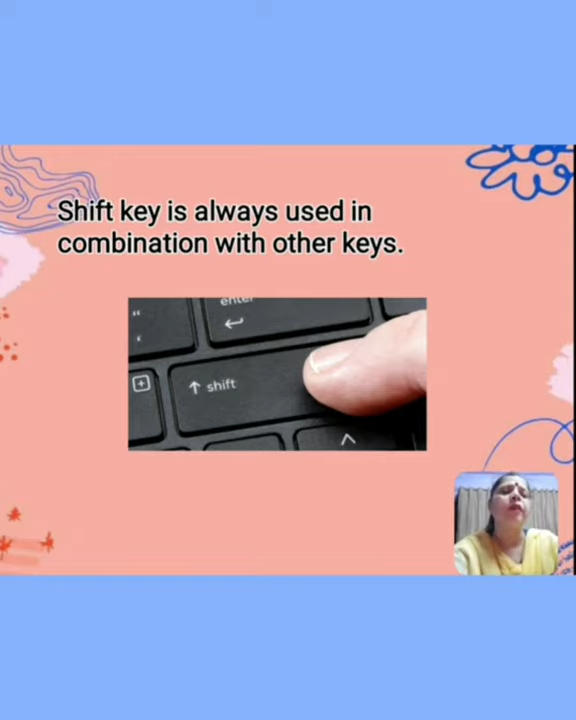 Shift key is always used in
combination with other keys.
enter
shift